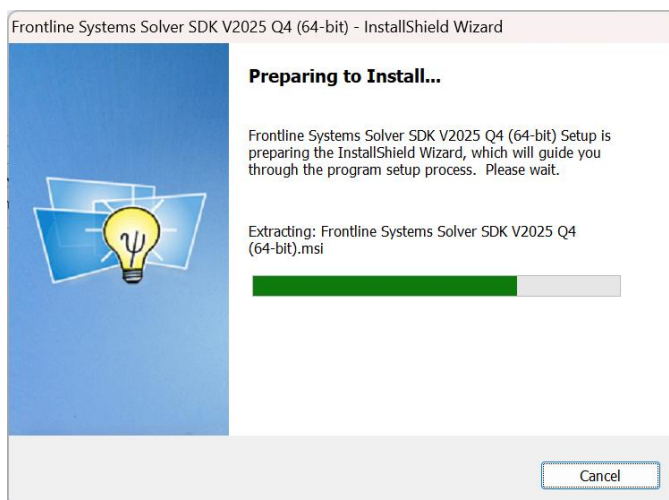 Frontline Systems Solver SDK V2025 Q4 (64-bit) - InstallShield Wizard
Preparing to Install...
Frontline Systems Solver SDK V2025 Q4 (64-bit) Setup is
preparing the InstallShield Wizard, which will guide you
through the program setup process.  Please wait.
Extracting: Frontline Systems Solver SDK V2025 Q4
(64-bit).msi
Ψ
Cancel